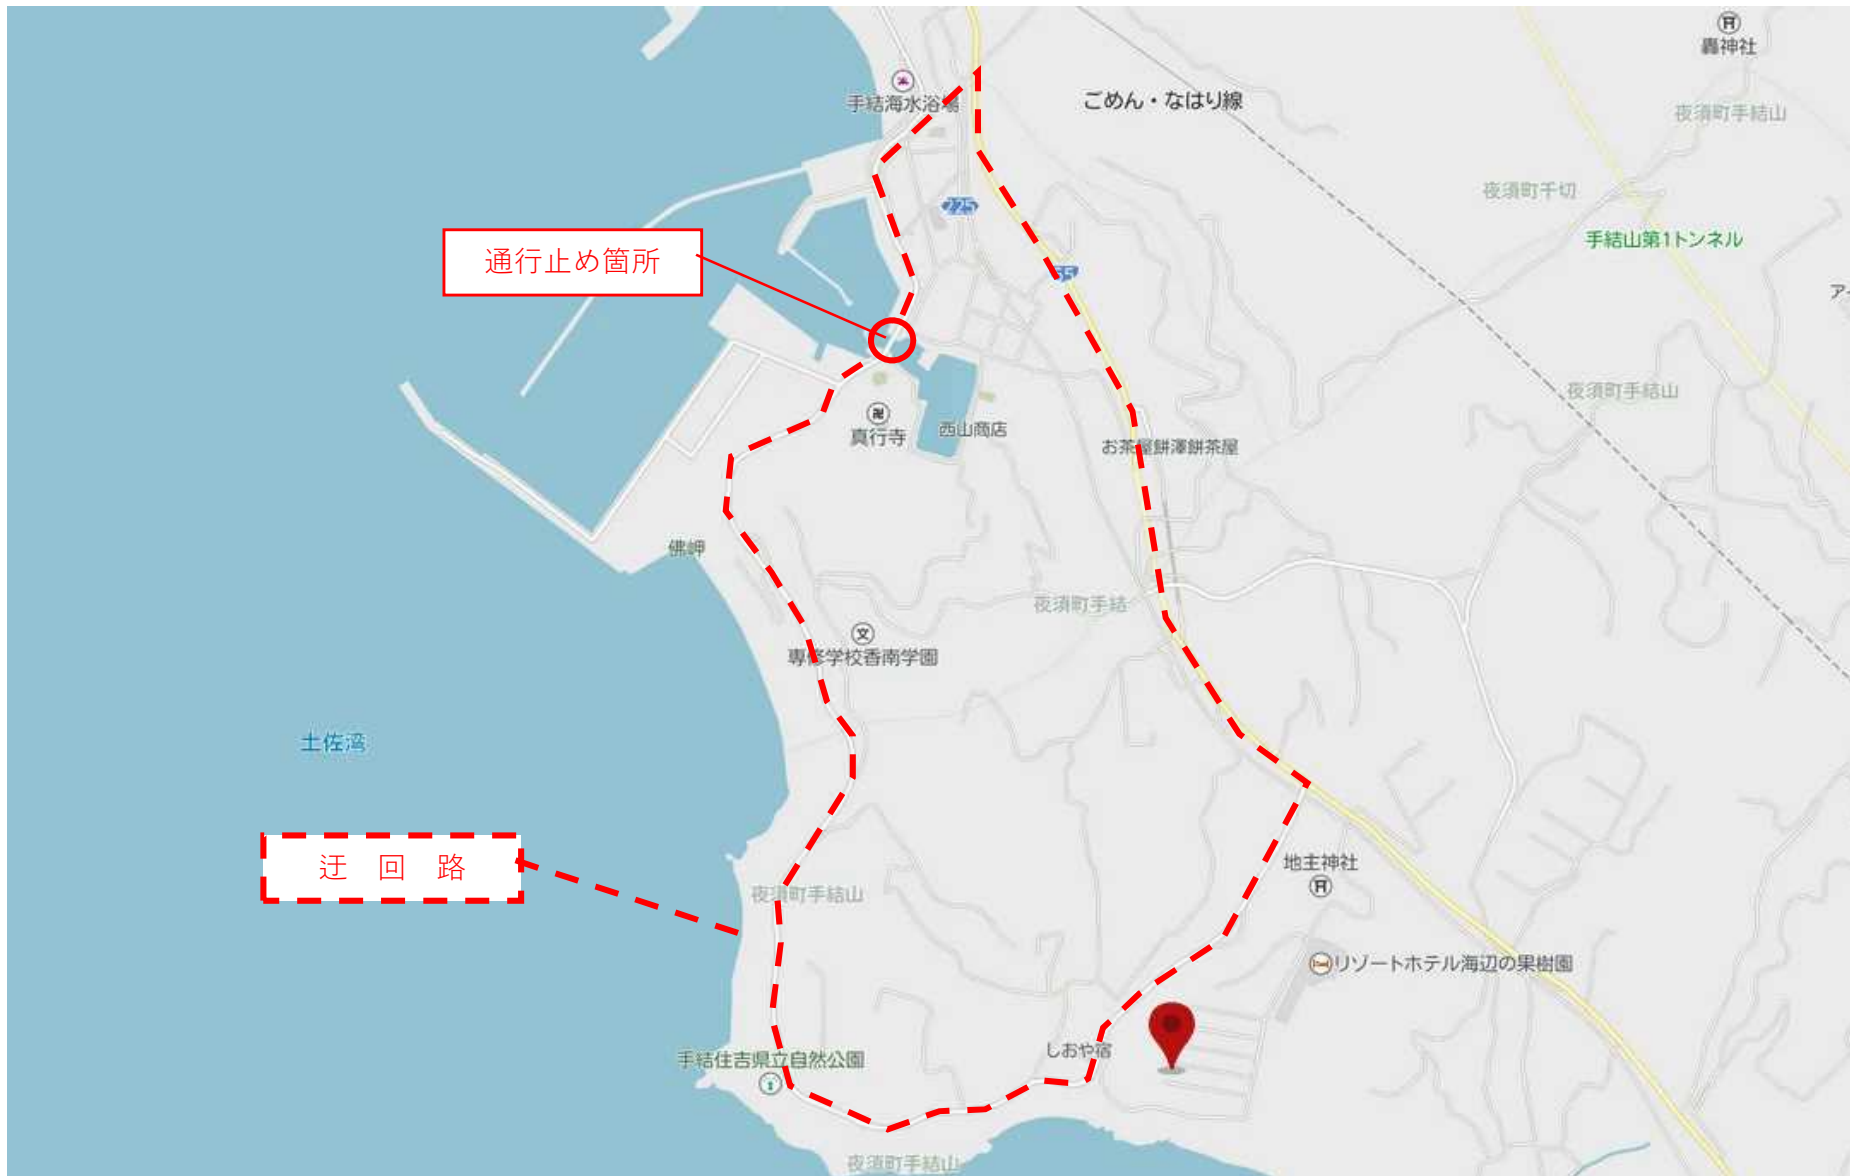 轟神社
手結海水浴場
ごめん・なはり線
夜須町手結山
夜須町千切
225
手結山第1トンネル
通行止め箇所
55
夜須町手結山
真行寺
西山商店
お茶屋餅澤餅茶屋
佛岬
夜須町手結
文
専修学校香南学園
土佐湾
迂 回 路
地主神社
夜須町手結山
リゾートホテル海辺の果樹園
しおや宿
手結住吉県立自然公園
夜須町手結山